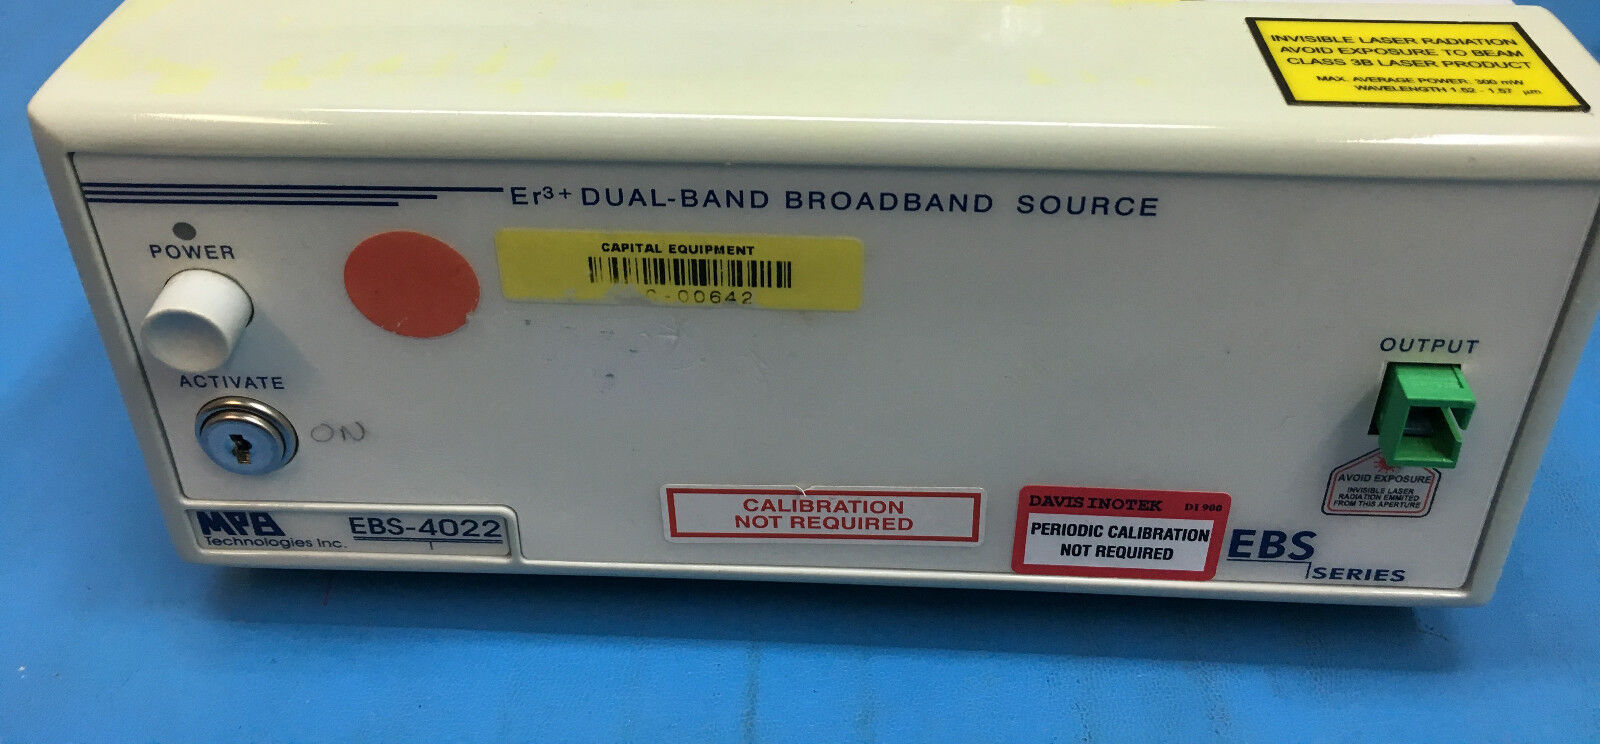 INVISIBLE LASER RADIATION
AVOID EXPOSURE TO BEAM
CLASS 3B LASER PRODUCT
MAX. AVERAGE POWER: 300 mW
WAVELENGTH 1.52 - 1.57 µm
Er3+ DUAL-BAND BROADBAND SOURCE
POWER
CAPITAL EQUIPMENT
-00642
OUTPUT
ACTIVATE
ON
AVOID EXPOSURE
INVISIBLE LASER
RADIATION EMMITED
FROM THIS APERTURE
CALIBRATION
NOT REQUIRED
DAVIS INOTEK DI 900
PERIODIC CALIBRATION
NOT REQUIRED
MPB
Technologies Inc.
EBS-4022
EBS
SERIES